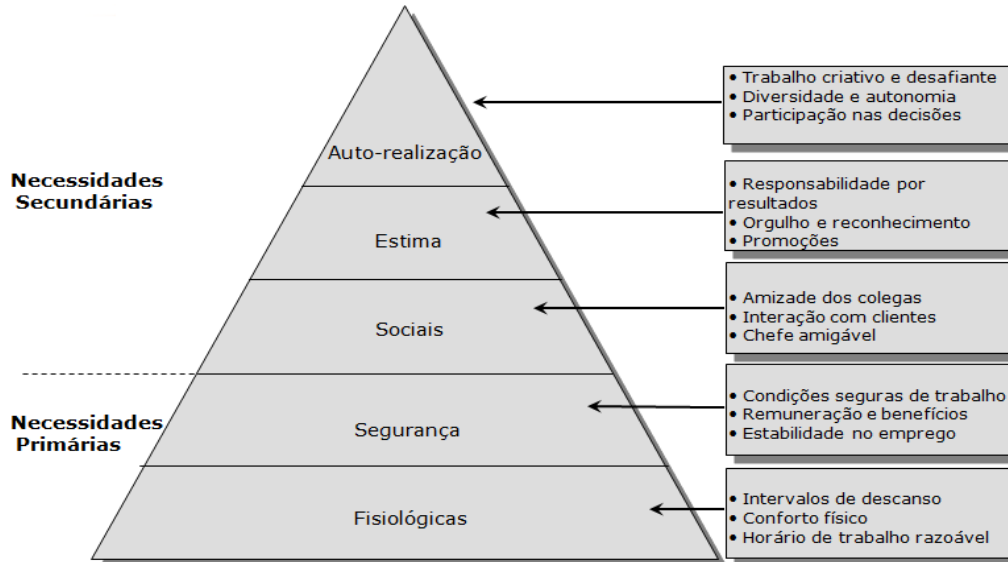 • Trabalho criativo e desafiante
• Diversidade e autonomia
• Participação nas decisões
Auto-realização
Necessidades
Secundárias
• Responsabilidade por
resultados
• Orgulho e reconhecimento
• Promoções
Estima
• Amizade dos colegas
• Interação com clientes
• Chefe amigável
Sociais
Necessidades
Primárias
• Condições seguras de trabalho
• Remuneração e benefícios
• Estabilidade no emprego
Segurança
• Intervalos de descanso
• Conforto físico
• Horário de trabalho razoável
Fisiológicas